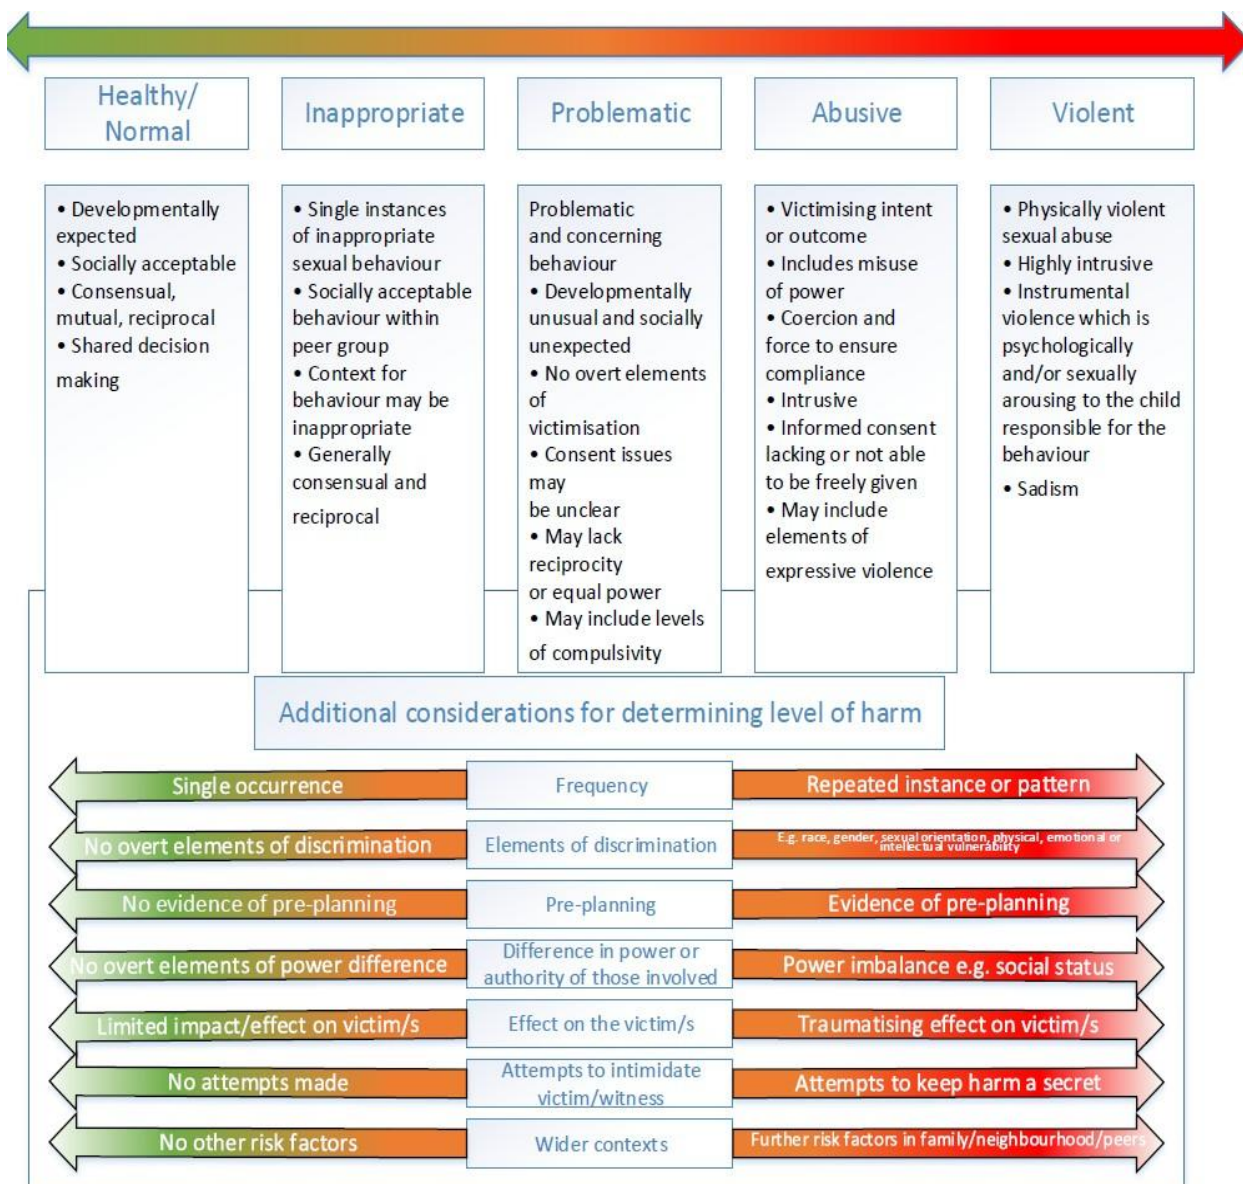 Healthy/
Normal
Inappropriate
Problematic
Abusive
Violent
• Developmentally
expected
• Socially acceptable
• Consensual,
mutual, reciprocal
• Shared decision
making
• Single instances
of inappropriate
sexual behaviour
• Socially acceptable
behaviour within
peer group
• Context for
behaviour may be
inappropriate
• Generally
consensual and
reciprocal
Problematic
and concerning
behaviour
• Developmentally
unusual and socially
unexpected
• No overt elements
of
victimisation
• Consent issues
may
be unclear
• May lack
reciprocity
or equal power
• May include levels
of compulsivity
• Victimising intent
or outcome
• Includes misuse
of power
• Coercion and
force to ensure
compliance
• Intrusive
• Informed consent
lacking or not able
to be freely given
• May include
elements of
expressive violence
• Physically violent
sexual abuse
• Highly intrusive
• Instrumental
violence which is
psychologically
and/or sexually
arousing to the child
responsible for the
behaviour
• Sadism
Additional considerations for determining level of harm
Single occurrence
Frequency
Repeated instance or pattern
No overt elements of discrimination
Elements of discrimination
E.g. race, gender, sexual orientation, physical, emotional or
intellectual vulnerability
No evidence of pre-planning
Pre-planning
Evidence of pre-planning
No overt elements of power difference
Difference in power or
authority of those involved
Power imbalance e.g. social status
Limited impact/effect on victim/s
Effect on the victim/s
Traumatising effect on victim/s
No attempts made
Attempts to intimidate
victim/witness
Attempts to keep harm a secret
No other risk factors
Wider contexts
Further risk factors in family/neighbourhood/peers